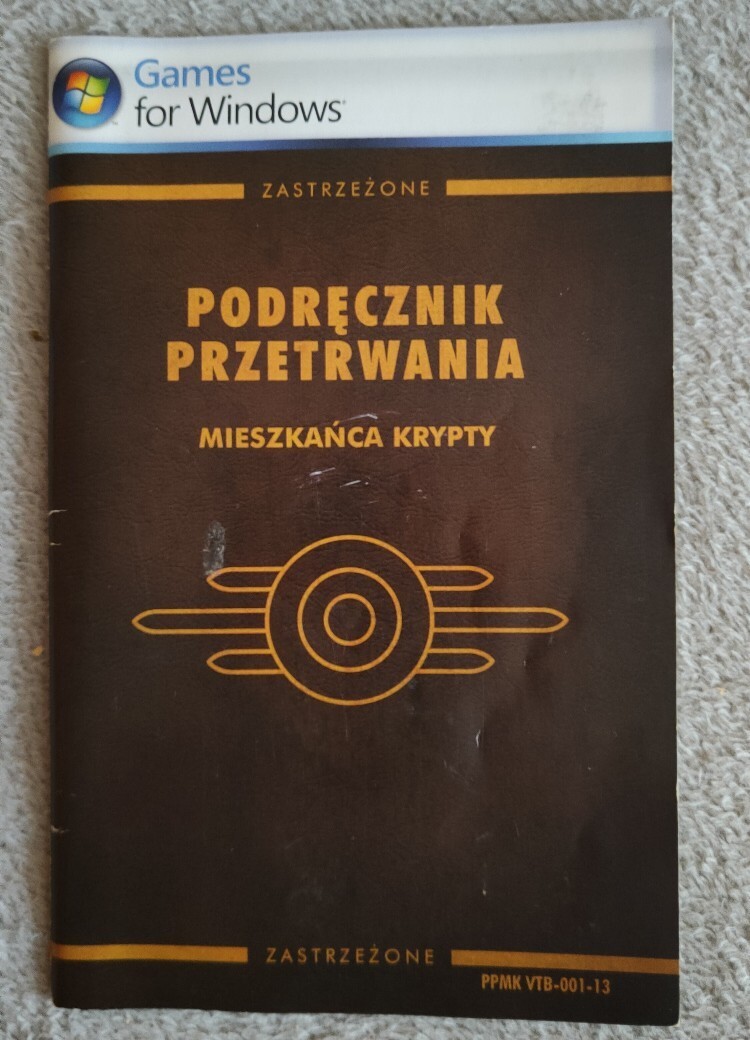 Games
for Windows
ZASTRZEŻONE
PODRĘCZNIK
PRZETRWANIA
MIESZKAŃCA KRYPTY
ZASTRZEŻONE
PPMK VTB-001-13